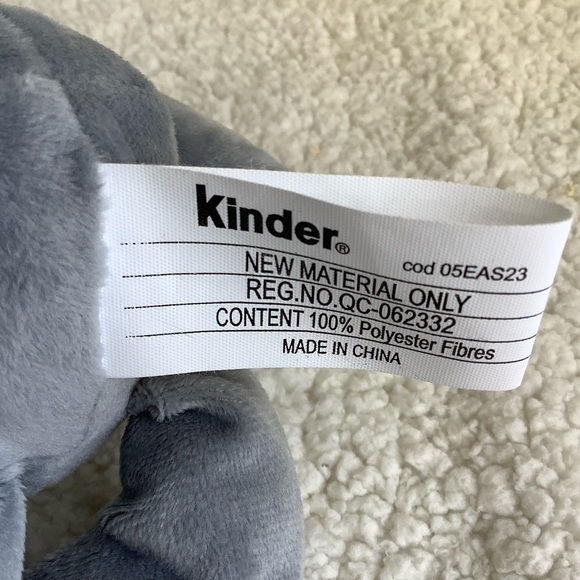 Kinder®
cod 05EAS23
NEW MATERIAL ONLY
REG.NO.QC-062332
CONTENT 100% Polyester Fibres
MADE IN CHINA